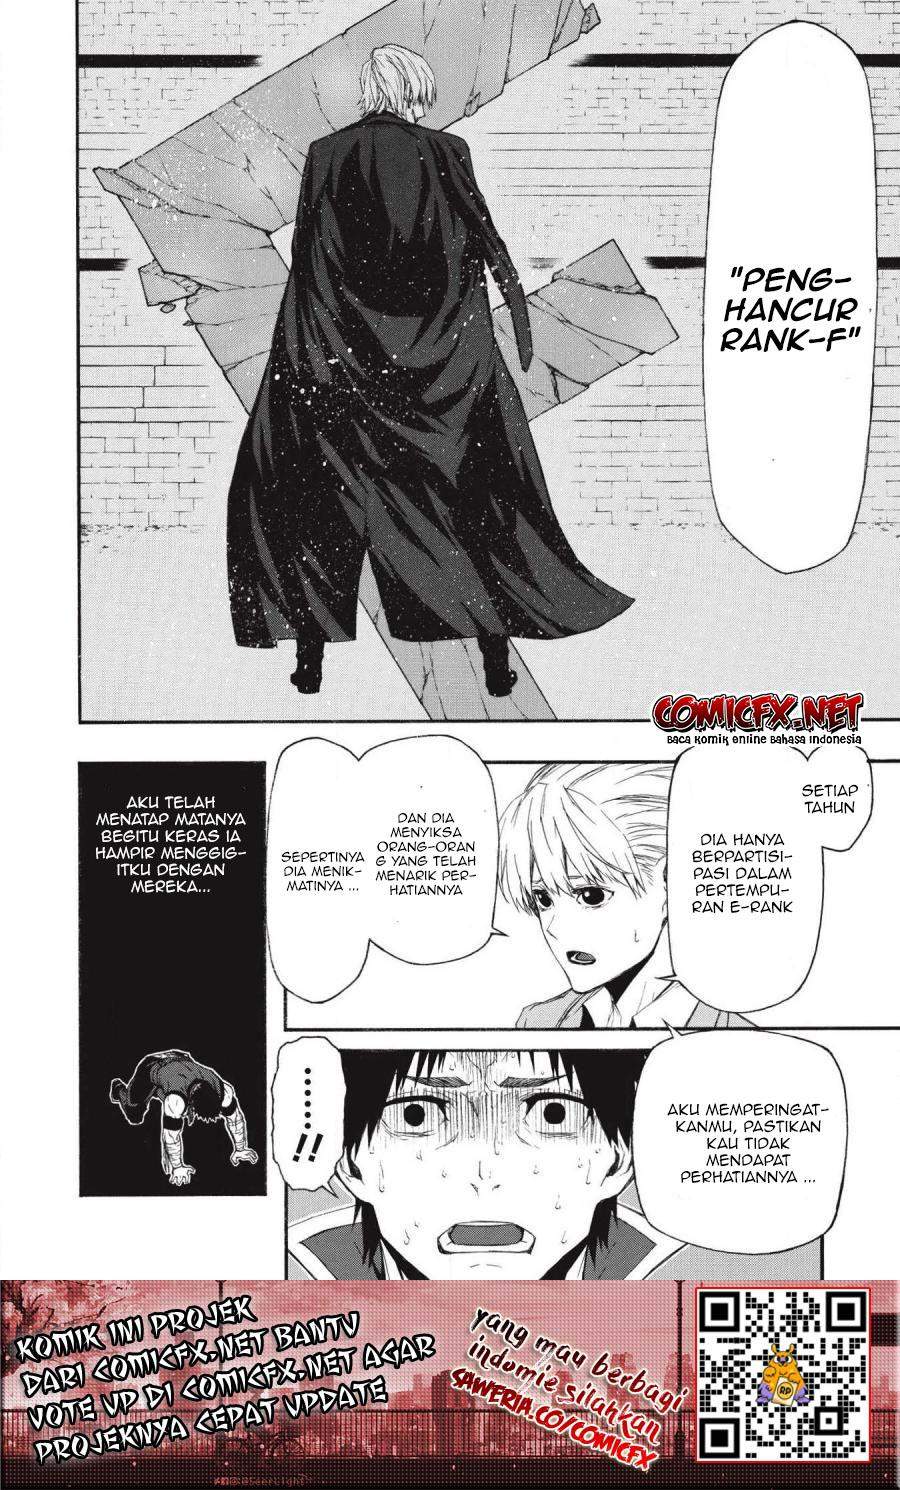 "PENG-
HANCUR
RANK-F"
COMICFX.NET
BACA KOMIK ONLINE BAHASA INDONESIA
SETIAP
TAHUN
DIA HANYA
BERPARTISI-
PASI DALAM
PERTEMPU-
RAN E-RANK
DAN DIA
MENYIKSA
ORANG-ORAN
G YANG TELAH
MENARIK PER-
HATIANNYA
SEPERTINYA
DIA MENIK-
MATINYA ...
AKU TELAH
MENATAP MATANYA
BEGITU KERAS IA
HAMPIR MENGGIG-
ITKU DENGAN
MEREKA...
AKU MEMPERINGAT-
KANMU, PASTIKAN
KAU TIDAK
MENDAPAT
PERHATIANNYA ...
......!!
KOMIK INI PROJEK
DARI COMICFX.NET BANTU
VOTE UP DI COMICFX.NET AGAR
PROJEKNYA CEPAT UPDATE
yang mau berbagi
indomie silahkan
SAWERIA.CO/COMICFX
RP
@SeerLight